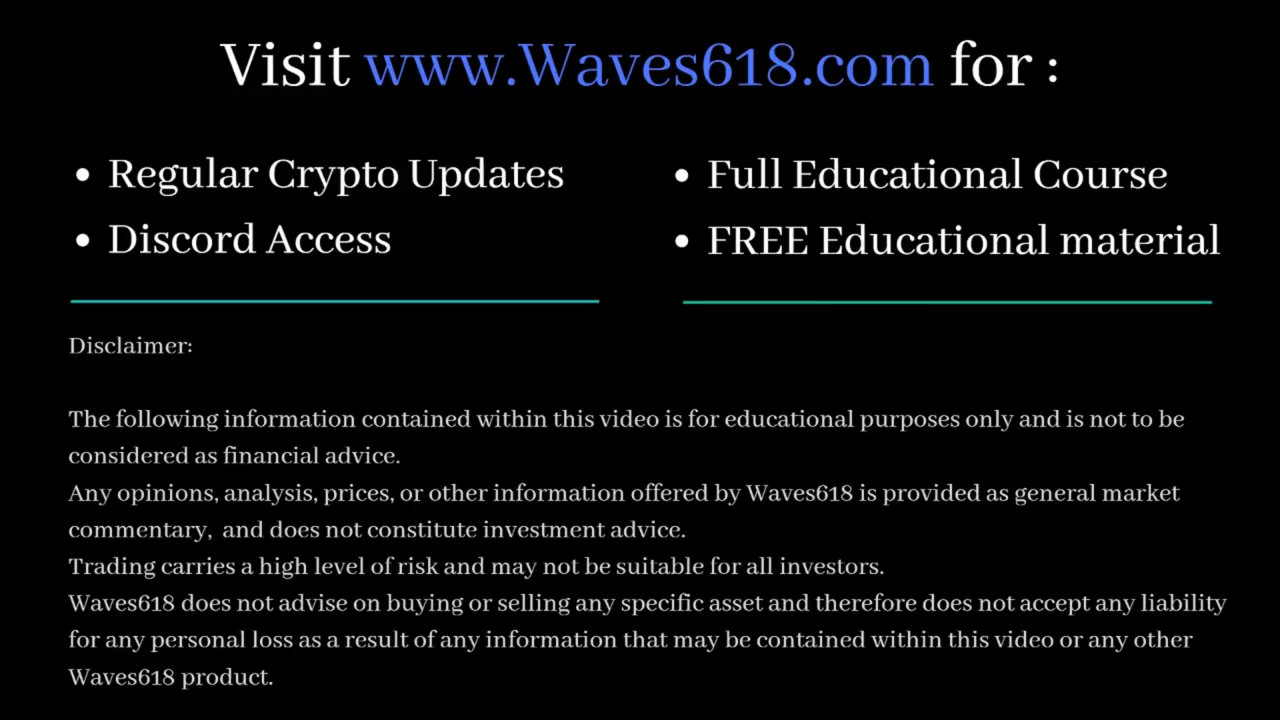 Visit www.Waves618.com for :
• Regular Crypto Updates
• Discord Access
• Full Educational Course
• FREE Educational material
Disclaimer:
The following information contained within this video is for educational purposes only and is not to be
considered as financial advice.
Any opinions, analysis, prices, or other information offered by Waves618 is provided as general market
commentary,  and does not constitute investment advice.
Trading carries a high level of risk and may not be suitable for all investors.
Waves618 does not advise on buying or selling any specific asset and therefore does not accept any liability
for any personal loss as a result of any information that may be contained within this video or any other
Waves618 product.